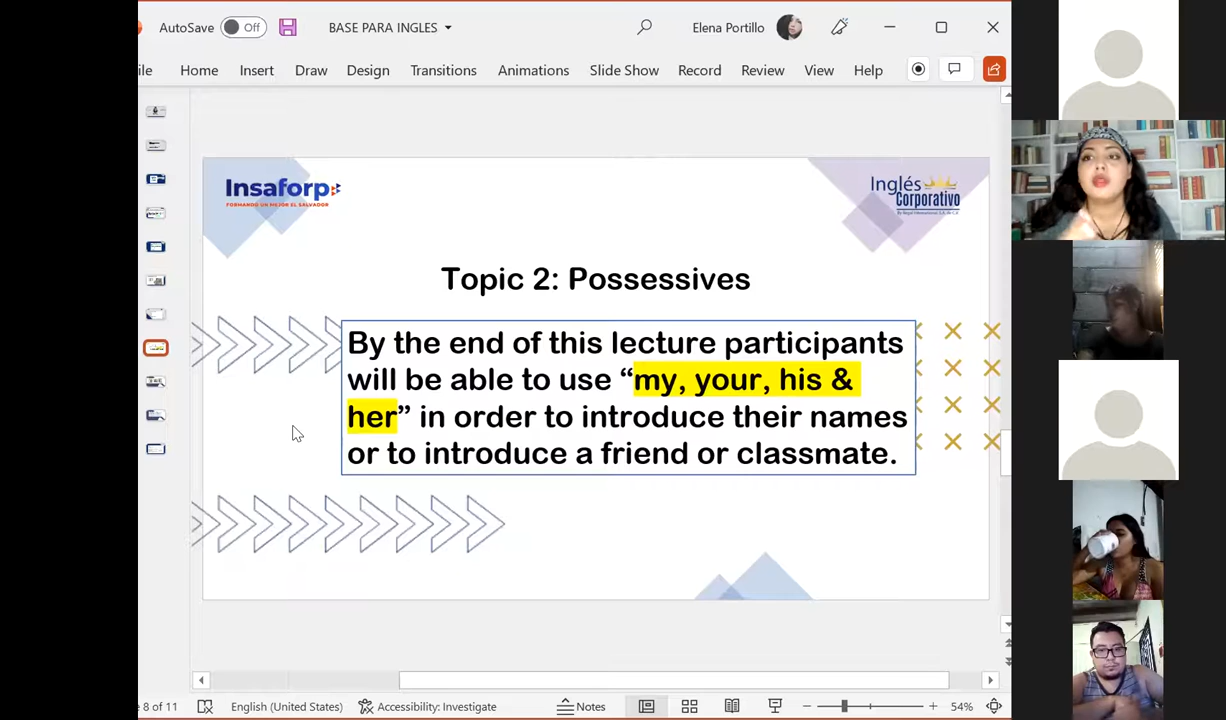 AutoSave Off BASE PARA INGLES Elena Portillo
ile Home Insert Draw Design Transitions Animations Slide Show Record Review View Help
Insaforp
FORMANDO UN MEJOR EL SALVADOR
Inglés
Corporativo
Topic 2: Possessives
By the end of this lecture participants
will be able to use “my, your, his &
her” in order to introduce their names
or to introduce a friend or classmate.
e 8 of 11 English (United States) Accessibility: Investigate Notes 54%